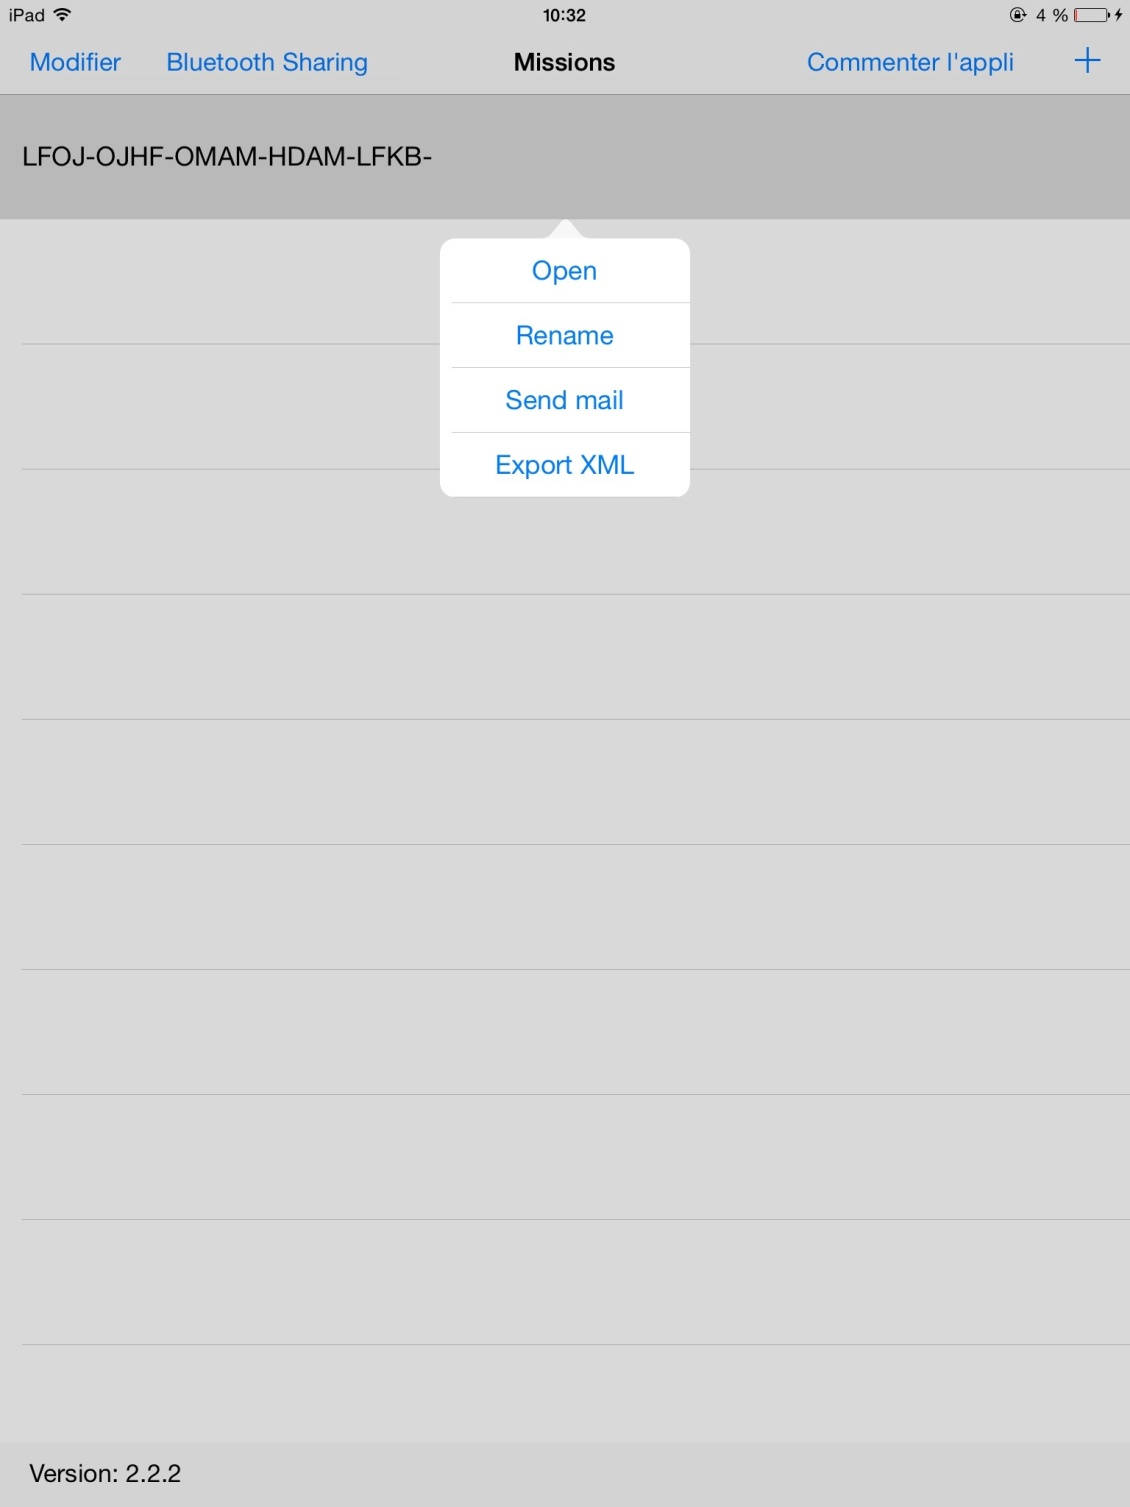 iPad 10:32 4 %
Modifier Bluetooth Sharing Missions Commenter l'appli +
LFOJ-OJHF-OMAM-HDAM-LFKB-
Open
Rename
Send mail
Export XML
Version: 2.2.2